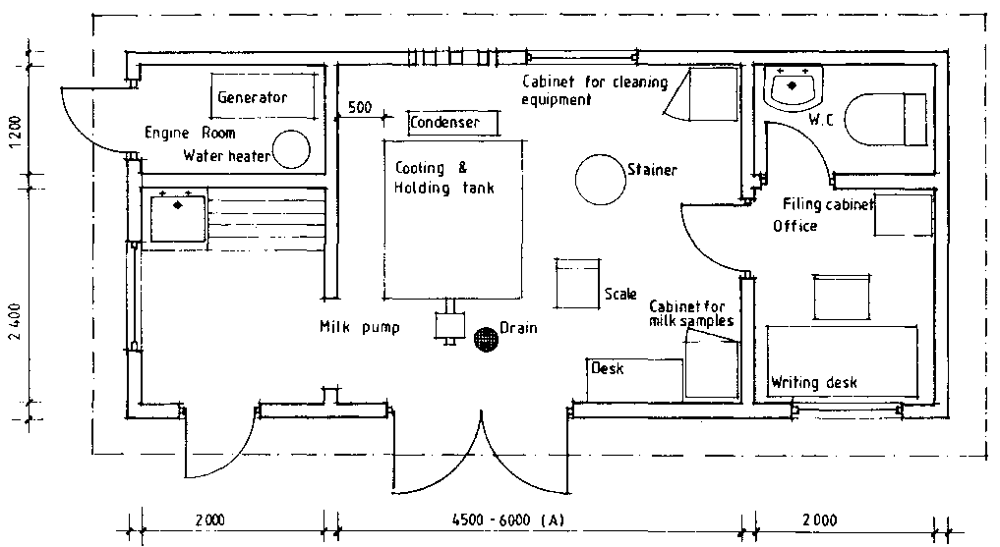 Generator
Engine Room
Water heater
500
Condenser
Cooling &
Holding tank
Cabinet for cleaning
equipment
Stainer
W.C
Filing cabinet
Office
Scale
Cabinet for
milk samples
Milk pump
Drain
Desk
Writing desk
1200
2400
2000
4500 - 6000 (A)
2000